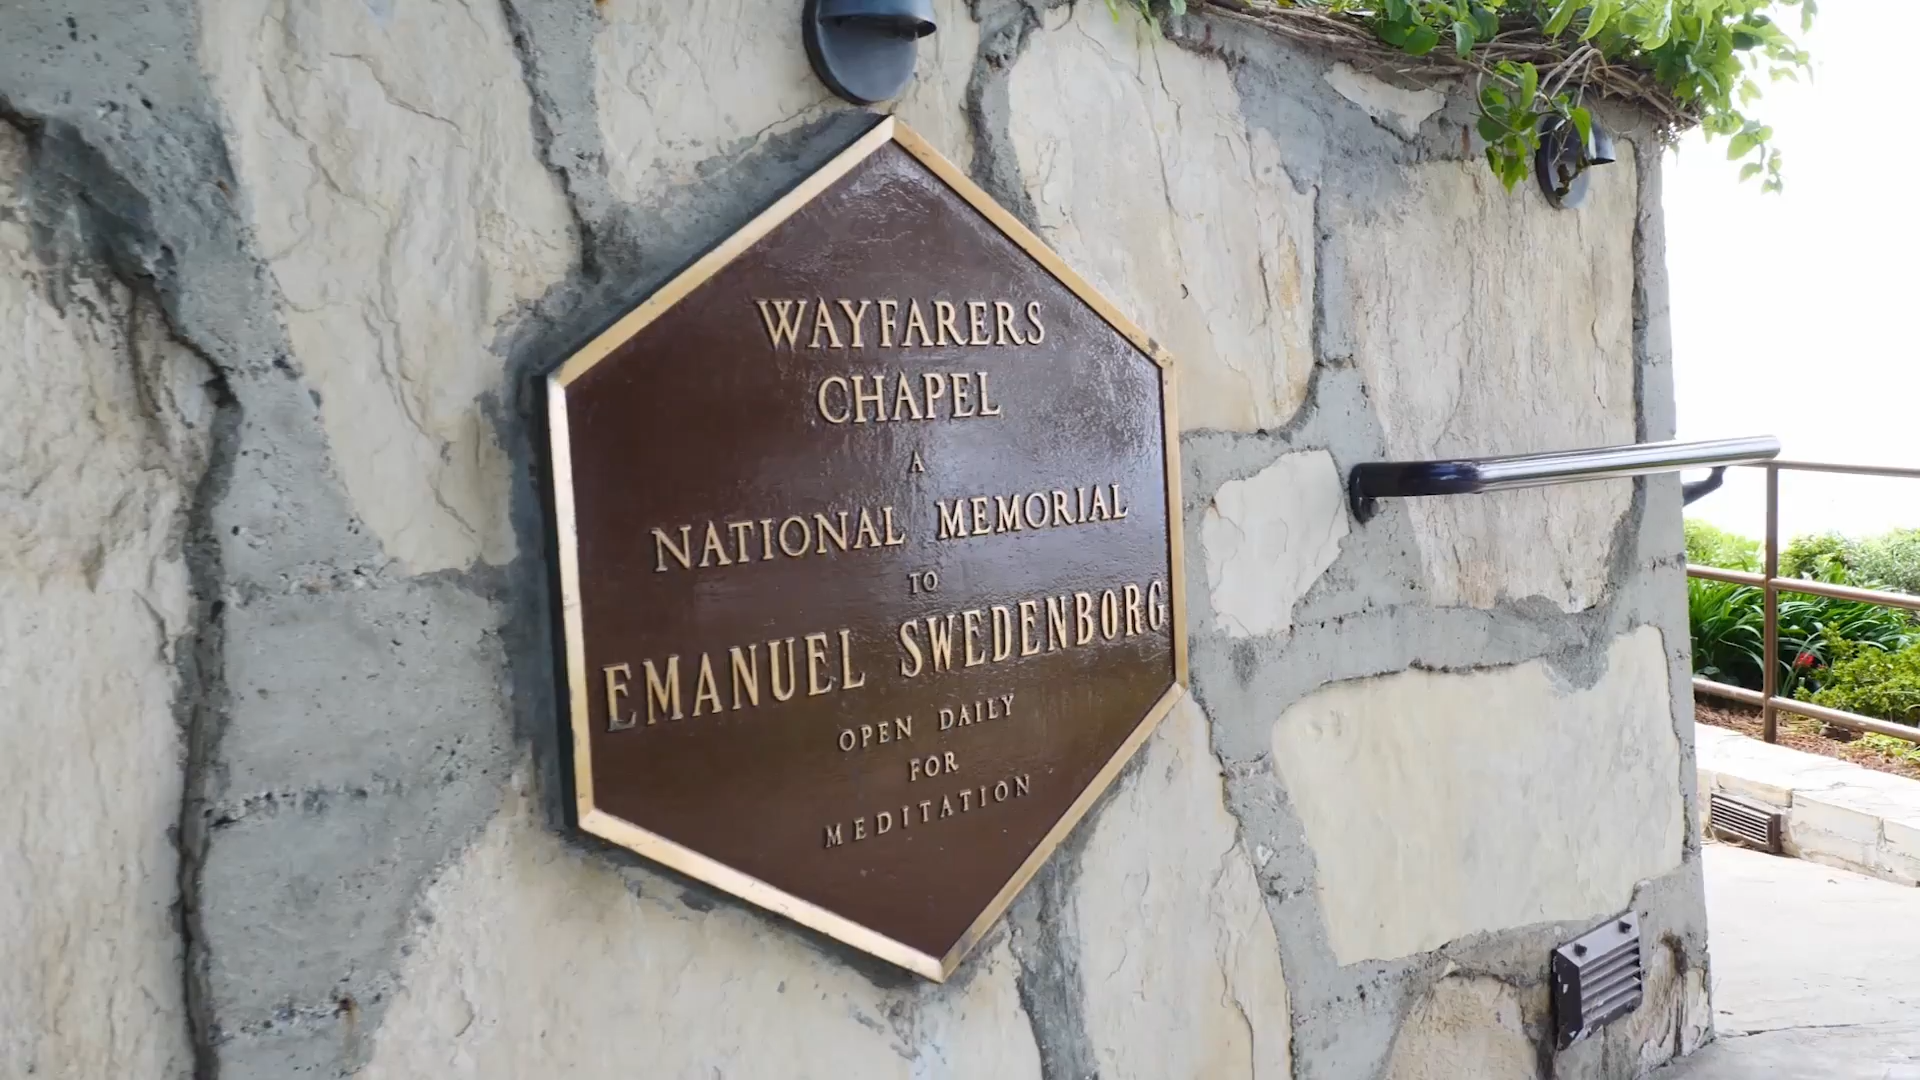 WAYFARERS
CHAPEL
A
NATIONAL MEMORIAL
TO
EMANUEL SWEDENBORG
OPEN DAILY
FOR
MEDITATION